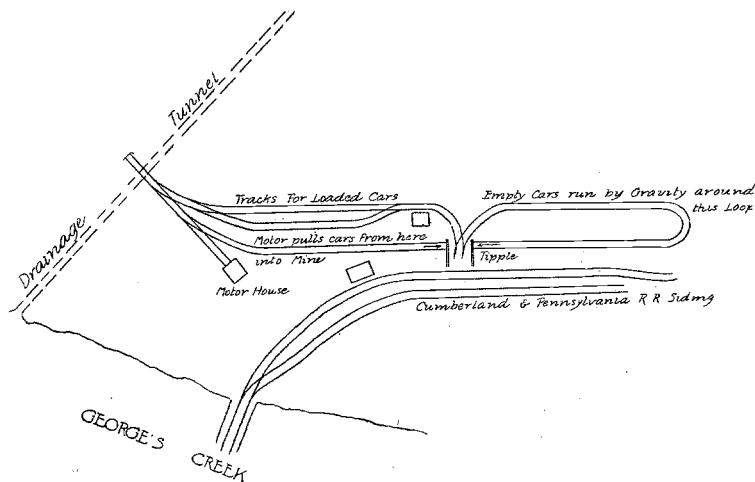 Tunnel
Drainage
Tracks For Loaded Cars
Empty Cars run by Gravity around
this Loop
Motor pulls cars from here
into Mine
Tipple
Motor House
Cumberland & Pennsylvania R R Siding
GEORGE'S
CREEK